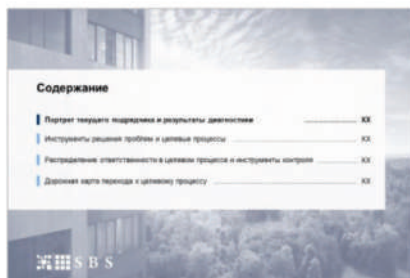 Содержание
Портрет текущего подрядчика и результаты диагностики ............ XX
Инструменты решения проблем и целевые процессы ............ XX
Распределение ответственности в целевом процессе и инструменты контроля ............ XX
Дорожная карта перехода к целевому процессу ............ XX
SBS